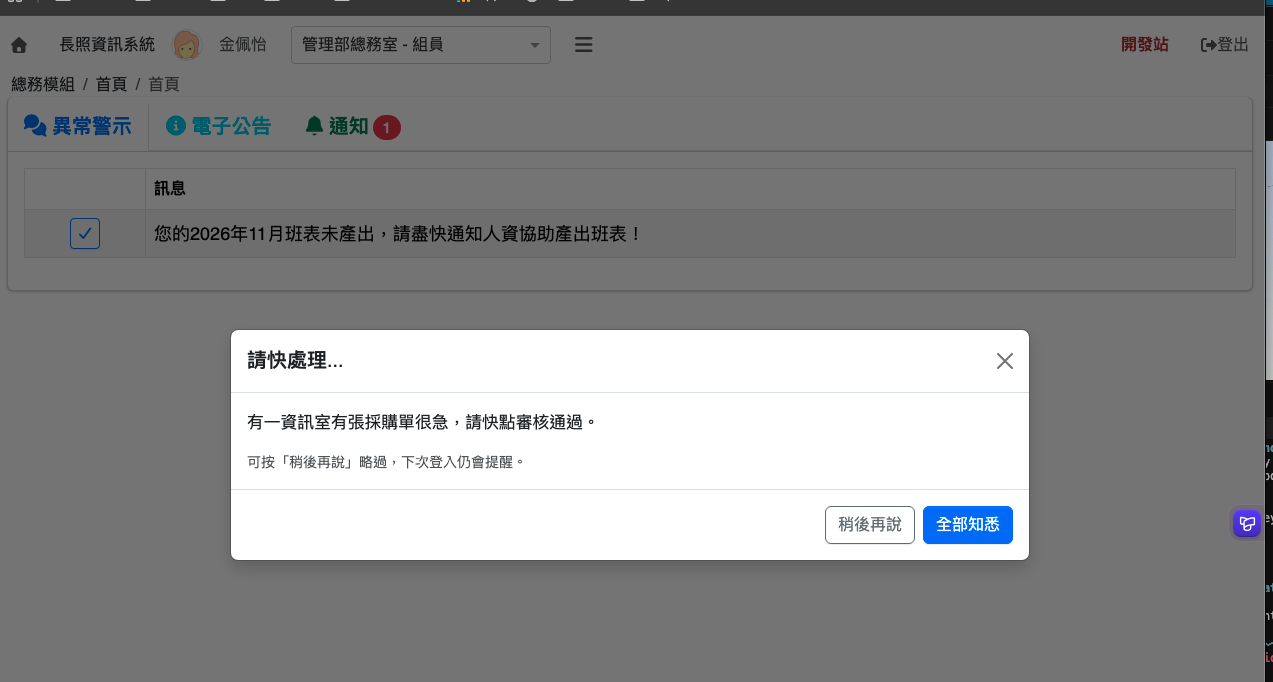 長照資訊系統 金佩怡 管理部總務室 - 組員 開發站 登出
總務模組 / 首頁 / 首頁
異常警示 電子公告 通知 1
訊息
您的2026年11月班表未產出，請盡快通知人資協助產出班表！
請快處理...
有一資訊室有張採購單很急，請快點審核通過。
可按「稍後再說」略過，下次登入仍會提醒。
稍後再說 全部知悉